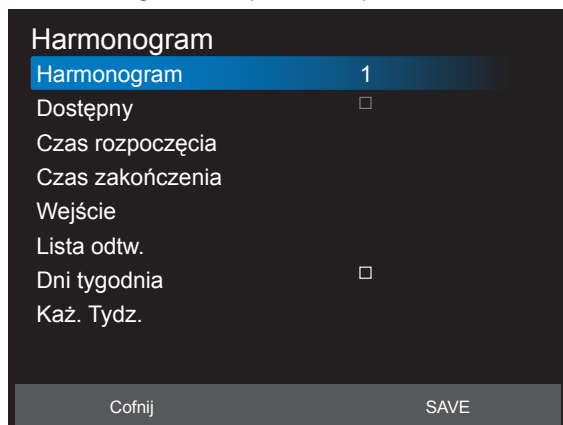 Harmonogram
Harmonogram 1
Dostępny
Czas rozpoczęcia
Czas zakończenia
Wejście
Lista odtw.
Dni tygodnia
Każ. Tydz.
Cofnij SAVE